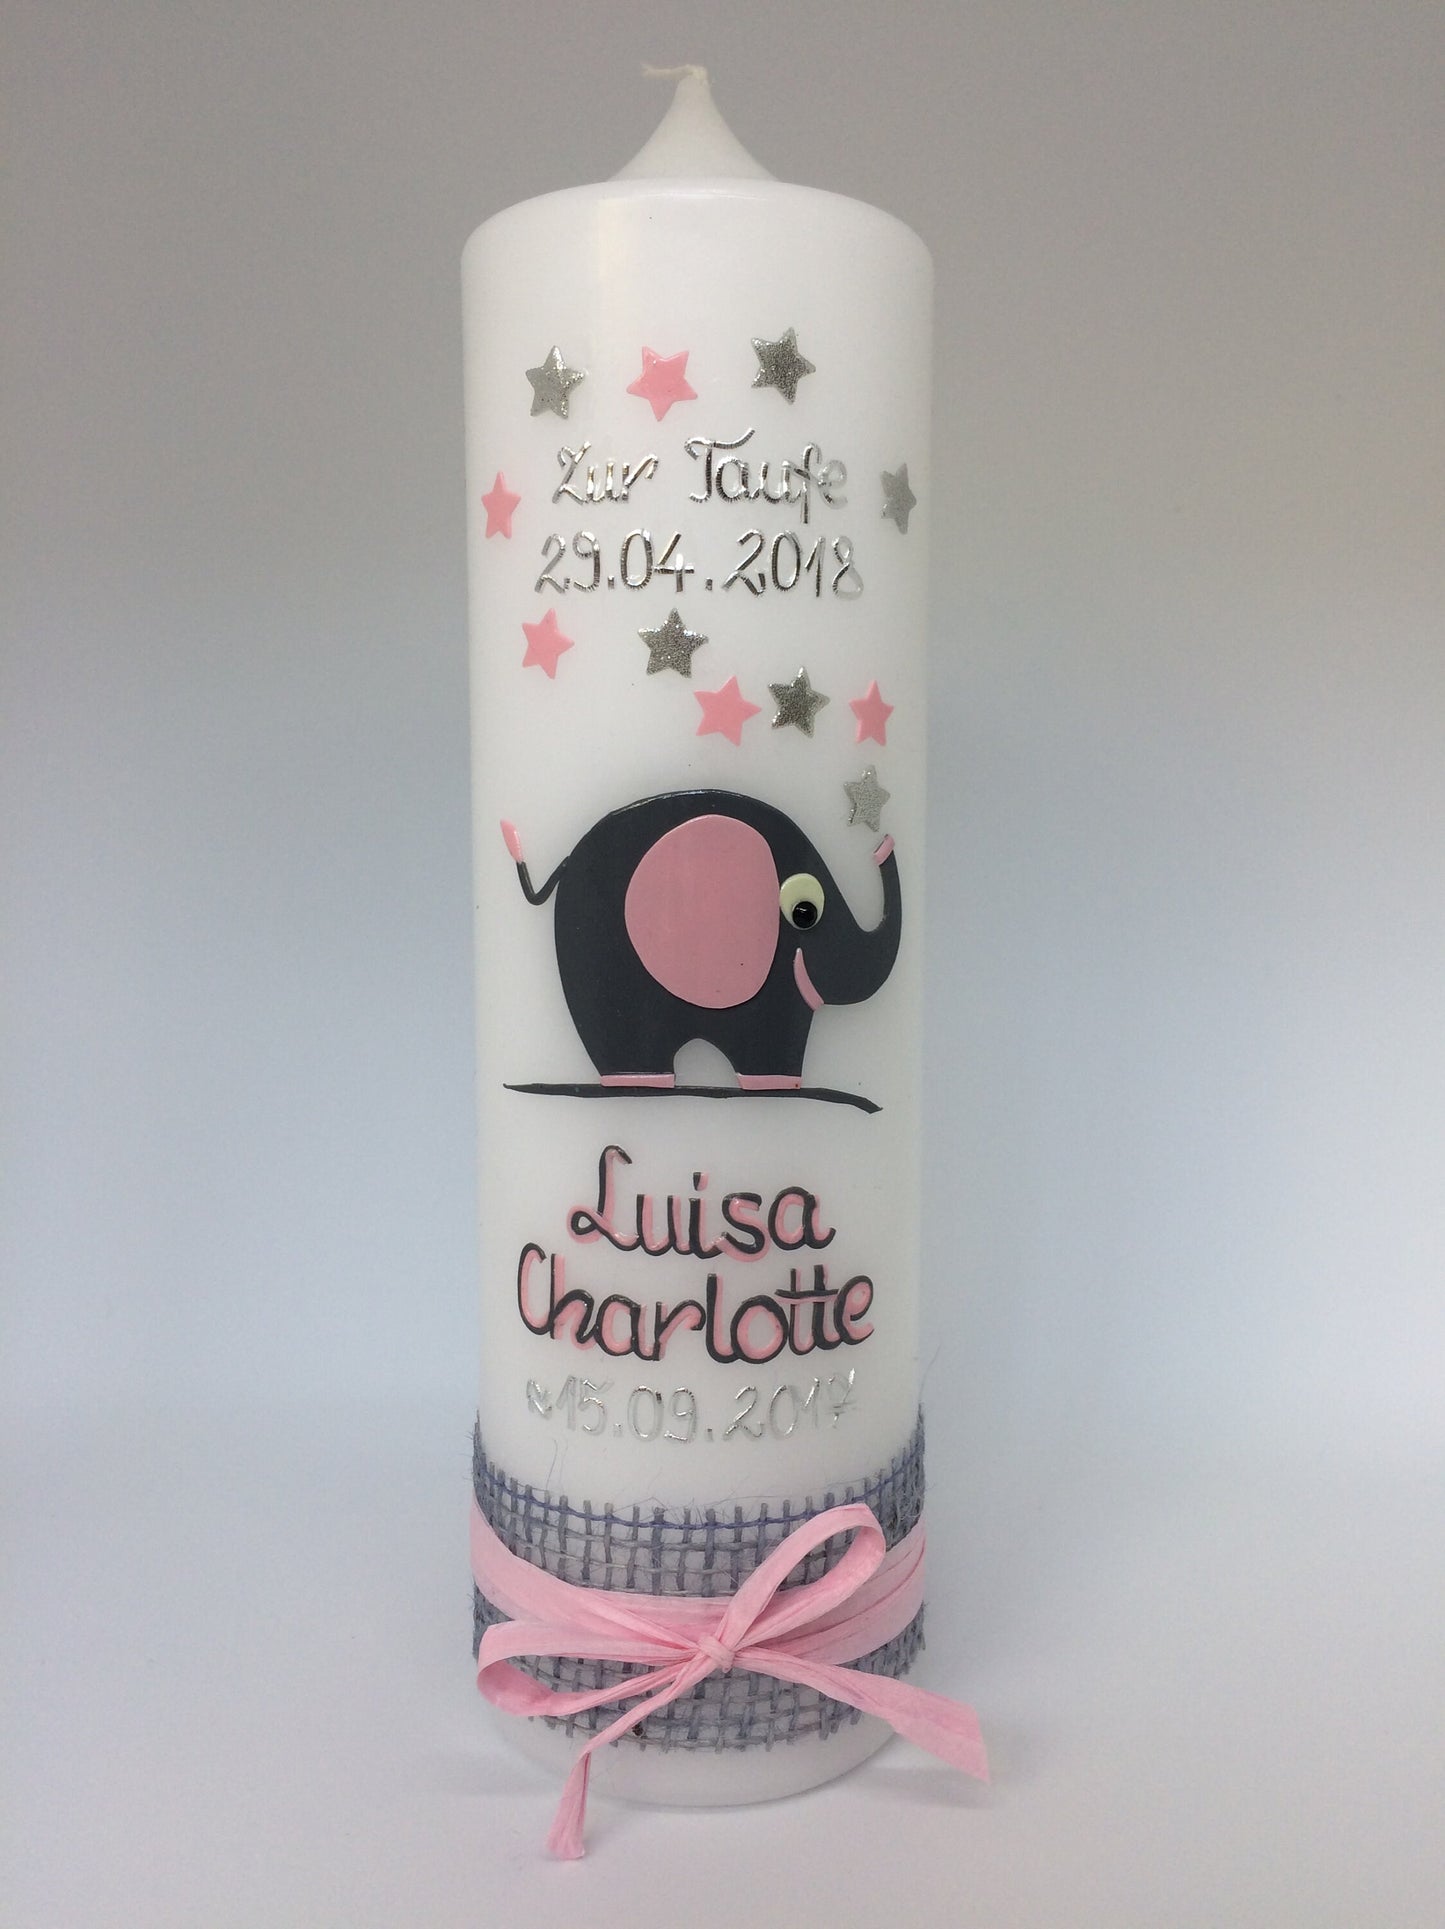 Zur Taufe
29.04.2018
Luisa
Charlotte
*15.09.2017